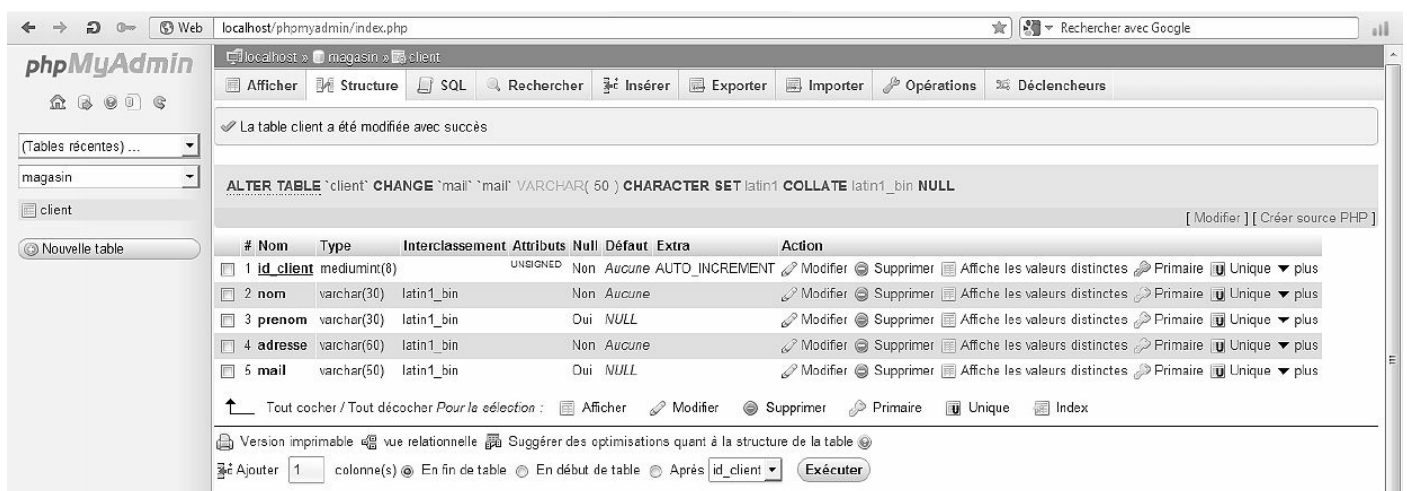 Web localhost/phpmyadmin/index.php Rechercher avec Google
phpMyAdmin
(Tables récentes) ...
magasin
client
Nouvelle table
localhost » magasin » client
Afficher Structure SQL Rechercher Insérer Exporter Importer Opérations Déclencheurs
La table client a été modifiée avec succès
ALTER TABLE `client` CHANGE `mail` `mail` VARCHAR( 50 ) CHARACTER SET latin1 COLLATE latin1_bin NULL
[ Modifier ] [ Créer source PHP ]
# Nom Type Interclassement Attributs Null Défaut Extra Action
1 id_client mediumint(8) UNSIGNED Non Aucune AUTO_INCREMENT Modifier Supprimer Affiche les valeurs distinctes Primaire Unique plus
2 nom varchar(30) latin1_bin Non Aucune Modifier Supprimer Affiche les valeurs distinctes Primaire Unique plus
3 prenom varchar(30) latin1_bin Oui NULL Modifier Supprimer Affiche les valeurs distinctes Primaire Unique plus
4 adresse varchar(60) latin1_bin Non Aucune Modifier Supprimer Affiche les valeurs distinctes Primaire Unique plus
5 mail varchar(50) latin1_bin Oui NULL Modifier Supprimer Affiche les valeurs distinctes Primaire Unique plus
Tout cocher / Tout décocher Pour la sélection : Afficher Modifier Supprimer Primaire Unique Index
Version imprimable vue relationnelle Suggérer des optimisations quant à la structure de la table
Ajouter 1 colonne(s) En fin de table En début de table Après id_client Exécuter